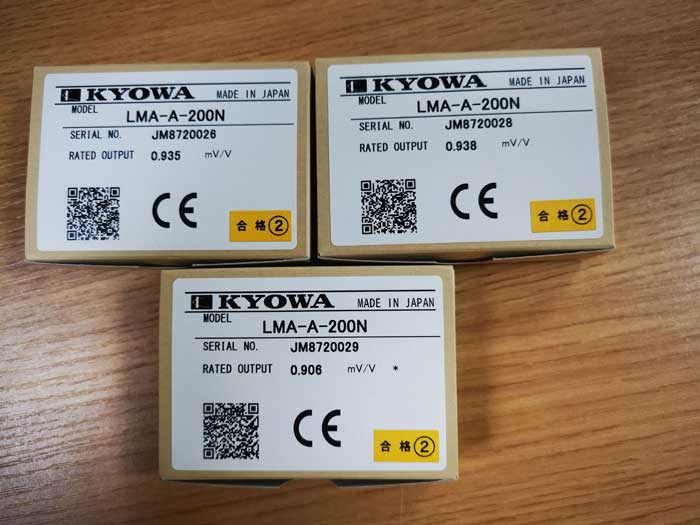 KYOWA MADE IN JAPAN
MODEL
LMA-A-200N
SERIAL NO. JM8720026
RATED OUTPUT 0.935 mV/V
CE
合格②
KYOWA MADE IN JAPAN
MODEL
LMA-A-200N
SERIAL NO. JM8720028
RATED OUTPUT 0.938 mV/V
CE
合格②
KYOWA MADE IN JAPAN
MODEL
LMA-A-200N
SERIAL NO. JM8720029
RATED OUTPUT 0.906 mV/V *
CE
合格②